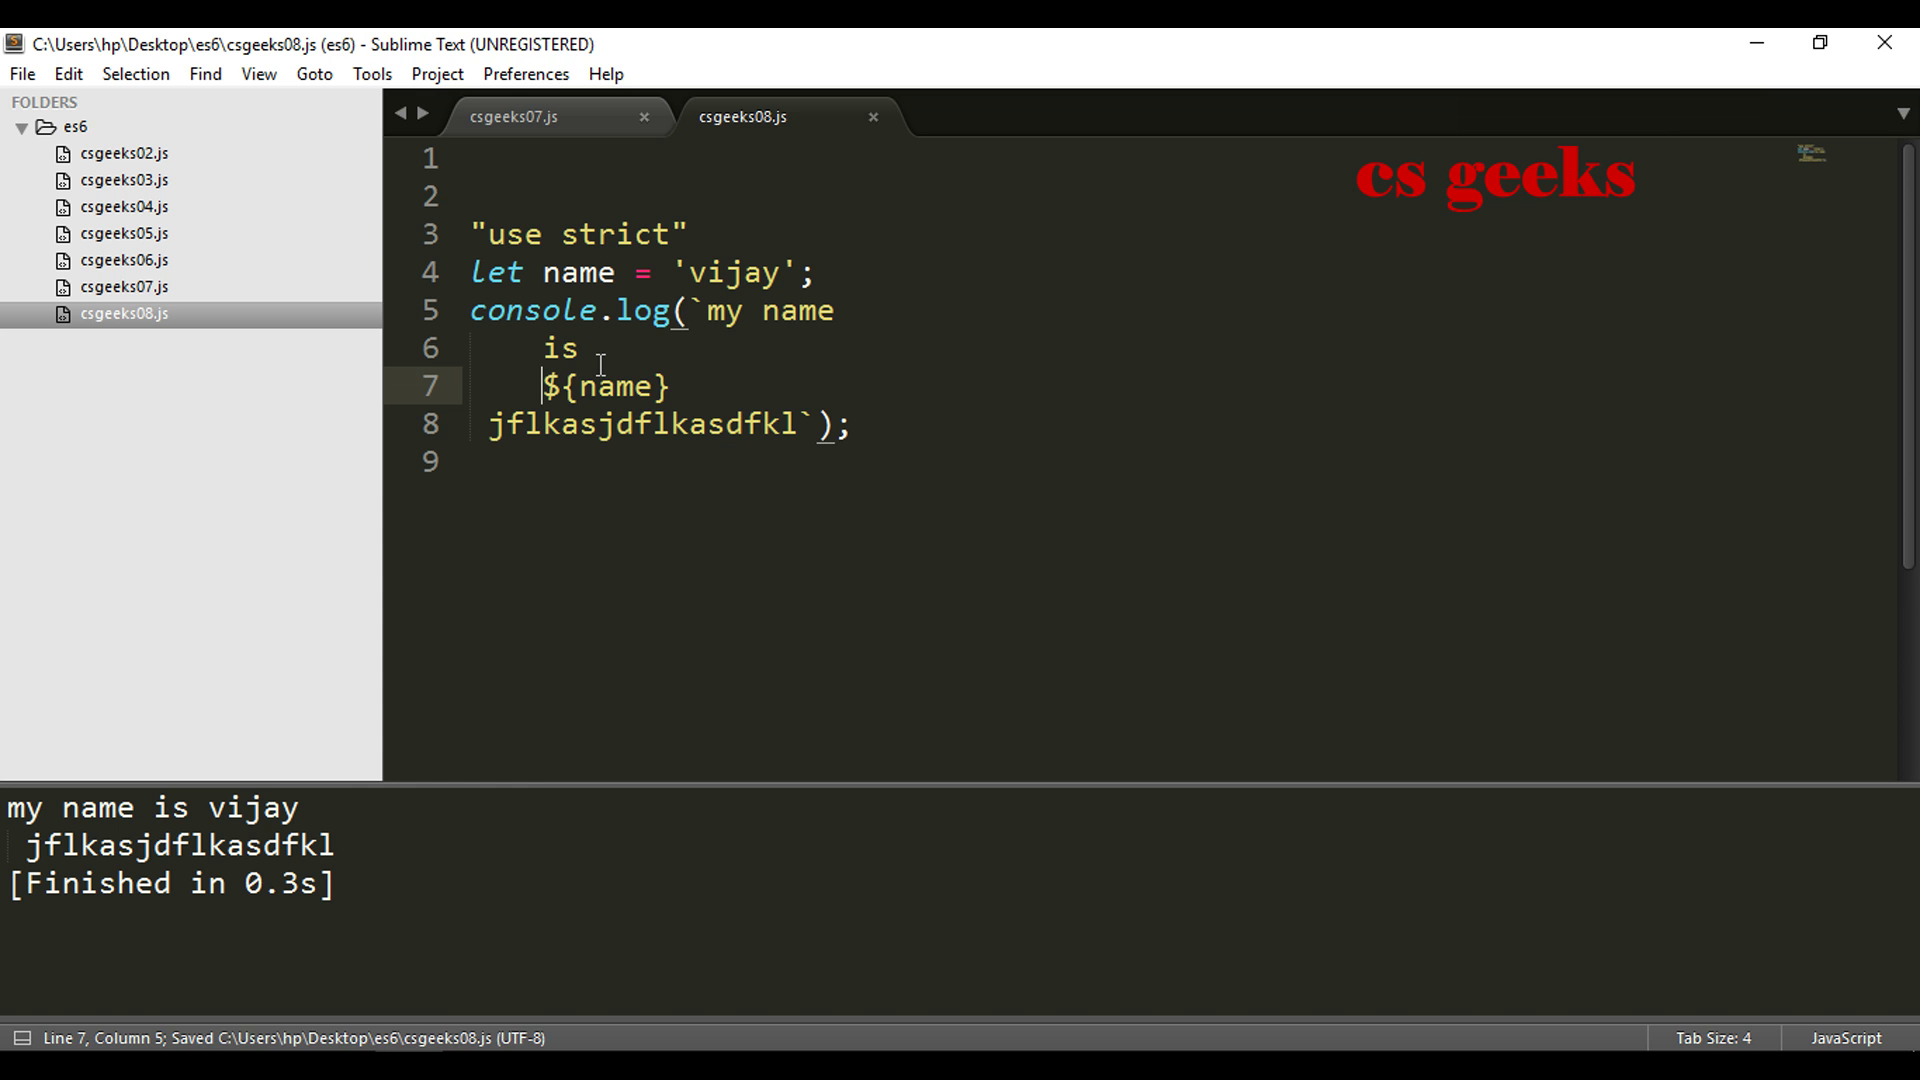 C:\Users\hp\Desktop\es6\csgeeks08.js (es6) - Sublime Text (UNREGISTERED)
File Edit Selection Find View Goto Tools Project Preferences Help
FOLDERS
es6
csgeeks02.js
csgeeks03.js
csgeeks04.js
csgeeks05.js
csgeeks06.js
csgeeks07.js
csgeeks08.js
csgeeks07.js × csgeeks08.js ×
cs geeks
1
2
3 "use strict"
4 let name = 'vijay';
5 console.log(`my name
6     is
7     ${name}
8  jflkasjdflkasdfkl`);
9
my name is vijay
 jflkasjdflkasdfkl
[Finished in 0.3s]
Line 7, Column 5; Saved C:\Users\hp\Desktop\es6\csgeeks08.js (UTF-8) Tab Size: 4 JavaScript